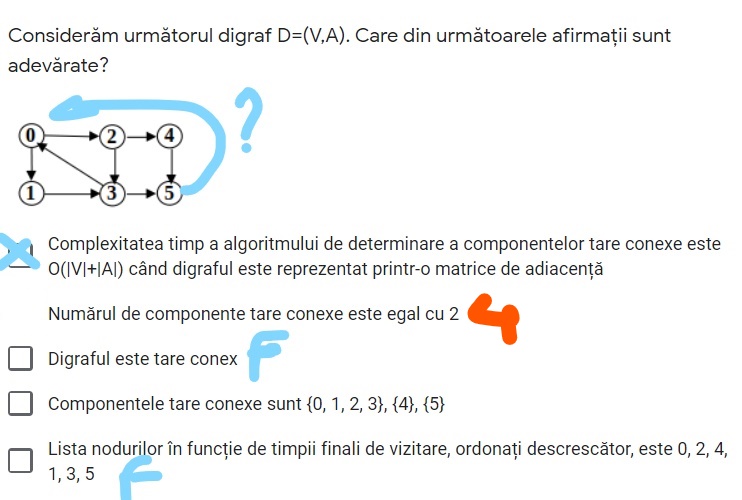 Considerăm următorul digraf D=(V,A). Care din următoarele afirmații sunt
adevărate?
?
0 2 4
1 3 5
Complexitatea timp a algoritmului de determinare a componentelor tare conexe este
O(|V|+|A|) când digraful este reprezentat printr-o matrice de adiacență
Numărul de componente tare conexe este egal cu 2 4
Digraful este tare conex F
Componentele tare conexe sunt {0, 1, 2, 3}, {4}, {5}
Lista nodurilor în funcție de timpii finali de vizitare, ordonați descrescător, este 0, 2, 4,
1, 3, 5 F